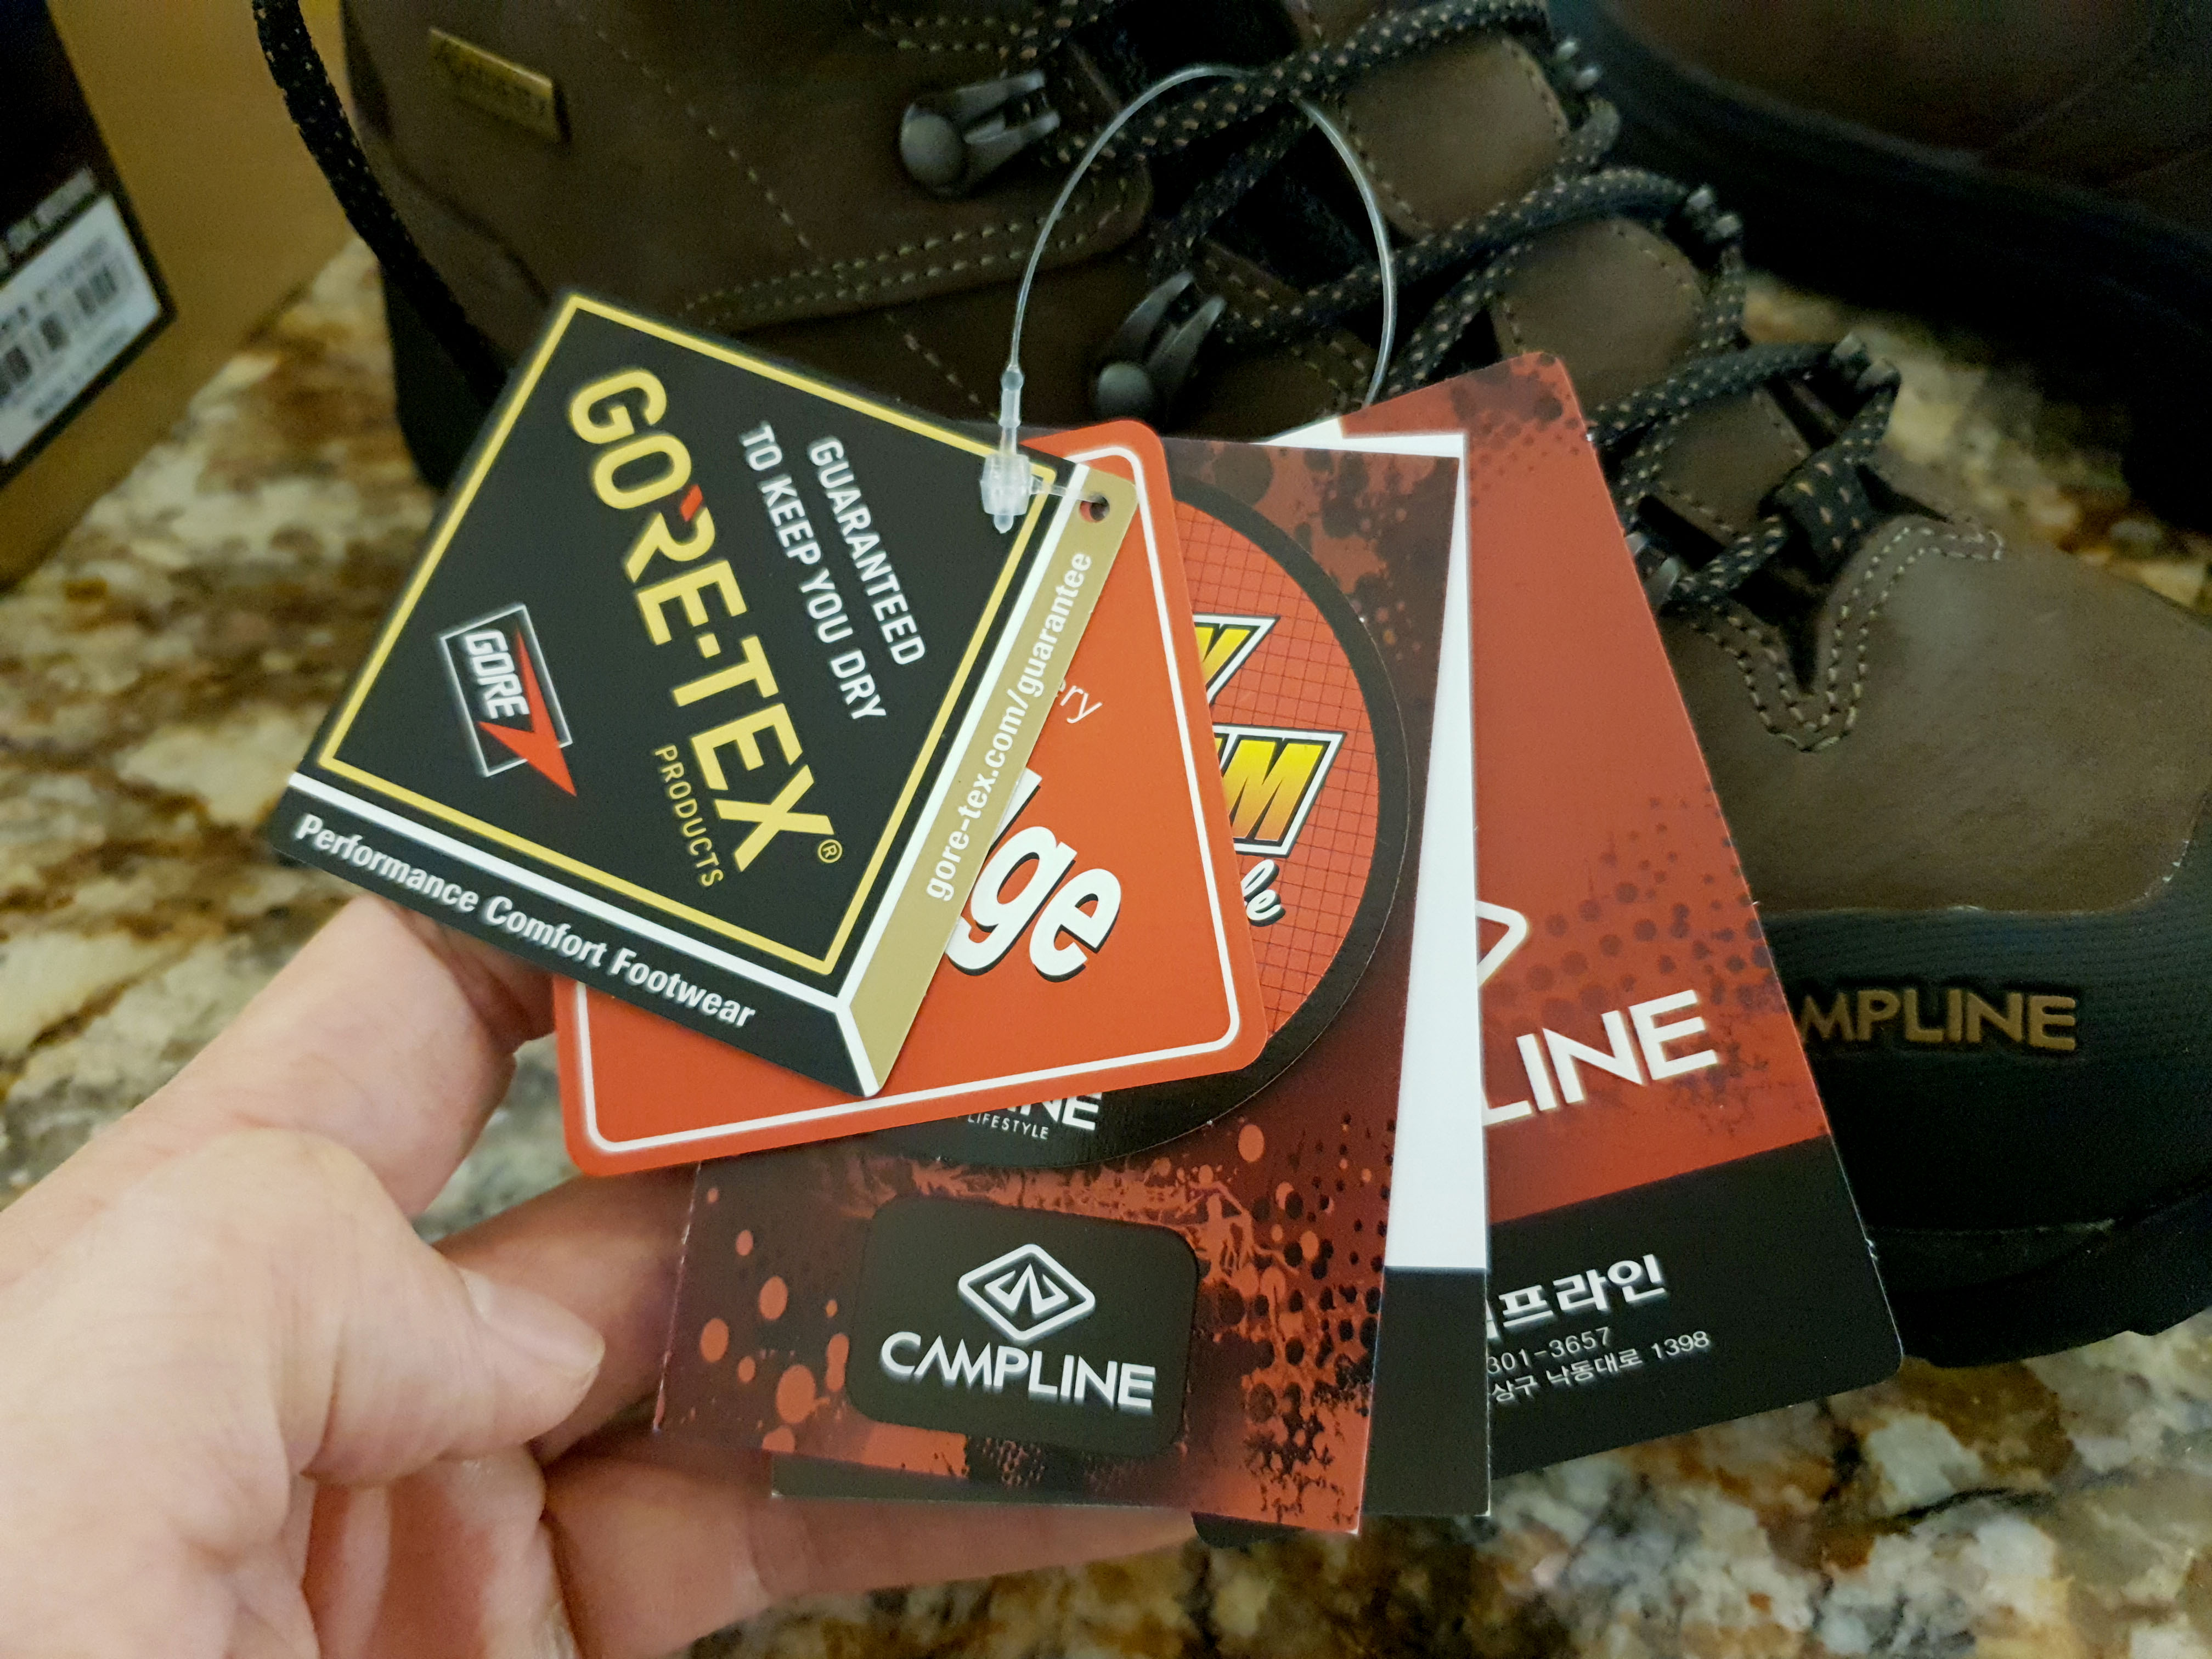 GUARANTEED
TO KEEP YOU DRY
GORE-TEX®
PRODUCTS
GORE
Performance Comfort Footwear
gore-tex.com/guarantee
LIFESTYLE
CAMPLINE
LINE
프라인
301-3657
상구 낙동대로 1398
MPLINE